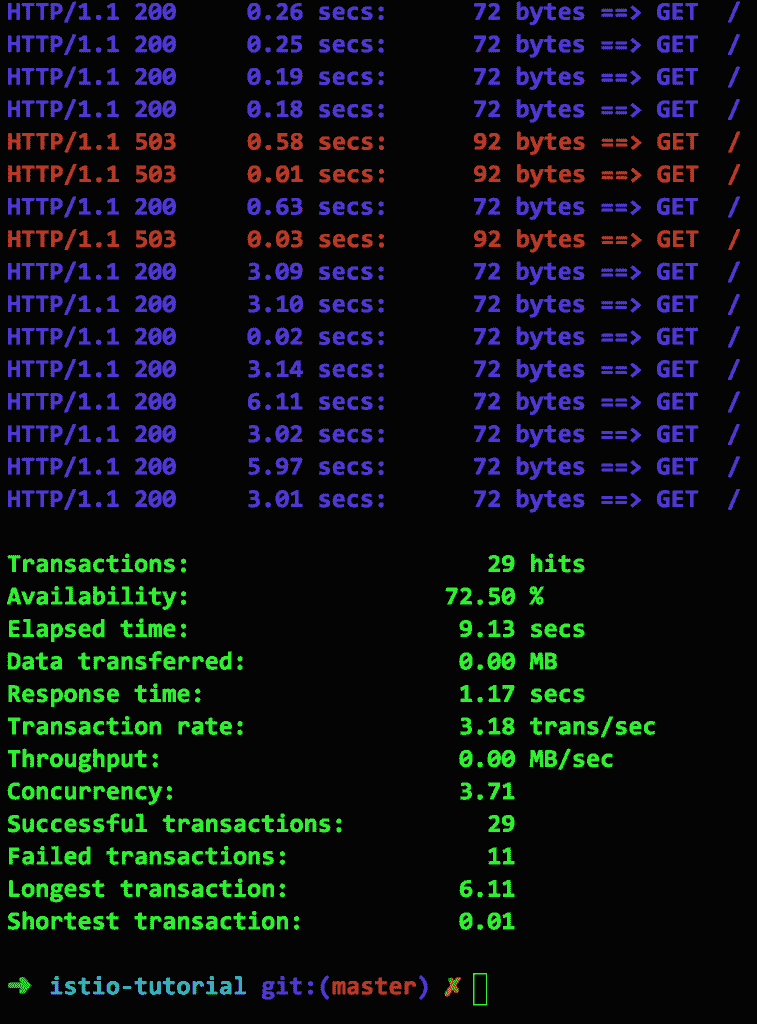 HTTP/1.1 200     0.26 secs:      72 bytes ==> GET  /
HTTP/1.1 200     0.25 secs:      72 bytes ==> GET  /
HTTP/1.1 200     0.19 secs:      72 bytes ==> GET  /
HTTP/1.1 200     0.18 secs:      72 bytes ==> GET  /
HTTP/1.1 503     0.58 secs:      92 bytes ==> GET  /
HTTP/1.1 503     0.01 secs:      92 bytes ==> GET  /
HTTP/1.1 200     0.63 secs:      72 bytes ==> GET  /
HTTP/1.1 503     0.03 secs:      92 bytes ==> GET  /
HTTP/1.1 200     3.09 secs:      72 bytes ==> GET  /
HTTP/1.1 200     3.10 secs:      72 bytes ==> GET  /
HTTP/1.1 200     0.02 secs:      72 bytes ==> GET  /
HTTP/1.1 200     3.14 secs:      72 bytes ==> GET  /
HTTP/1.1 200     6.11 secs:      72 bytes ==> GET  /
HTTP/1.1 200     3.02 secs:      72 bytes ==> GET  /
HTTP/1.1 200     5.97 secs:      72 bytes ==> GET  /
HTTP/1.1 200     3.01 secs:      72 bytes ==> GET  /
Transactions:                     29 hits
Availability:                  72.50 %
Elapsed time:                   9.13 secs
Data transferred:               0.00 MB
Response time:                  1.17 secs
Transaction rate:               3.18 trans/sec
Throughput:                     0.00 MB/sec
Concurrency:                    3.71
Successful transactions:          29
Failed transactions:              11
Longest transaction:            6.11
Shortest transaction:           0.01
➜  istio-tutorial git:(master) ✗